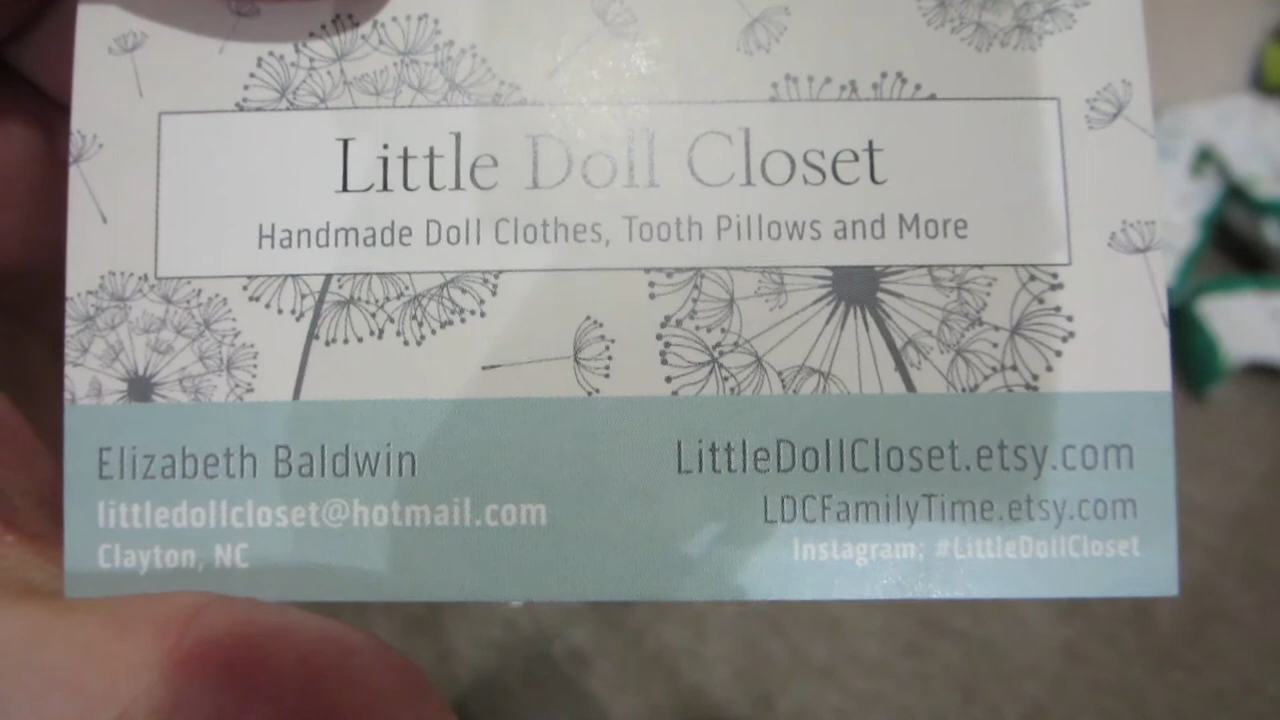 Little Doll Closet
Handmade Doll Clothes, Tooth Pillows and More
Elizabeth Baldwin
littledollcloset@hotmail.com
Clayton, NC
LittleDollCloset.etsy.com
LDCFamilyTime.etsy.com
Instagram: #LittleDollCloset